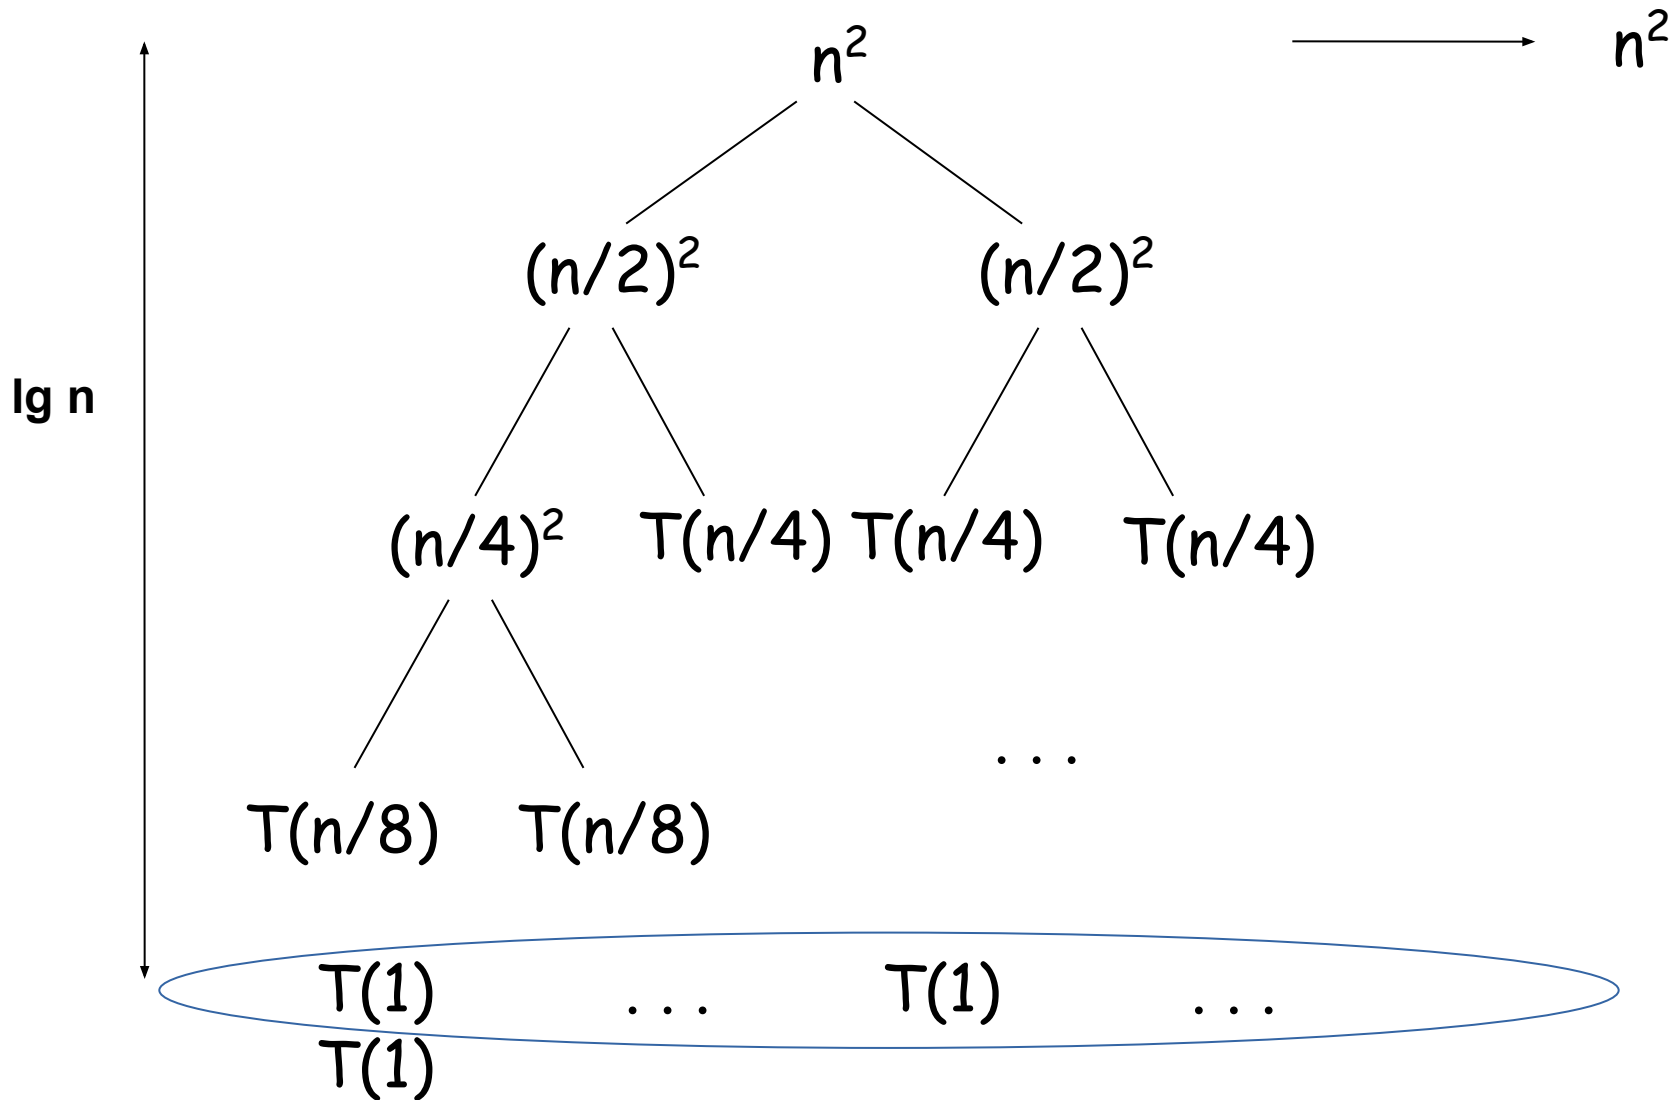 n² n²
(n/2)² (n/2)²
lg n
(n/4)² T(n/4) T(n/4) T(n/4)
. . .
T(n/8) T(n/8)
T(1) . . . T(1) . . .
T(1)